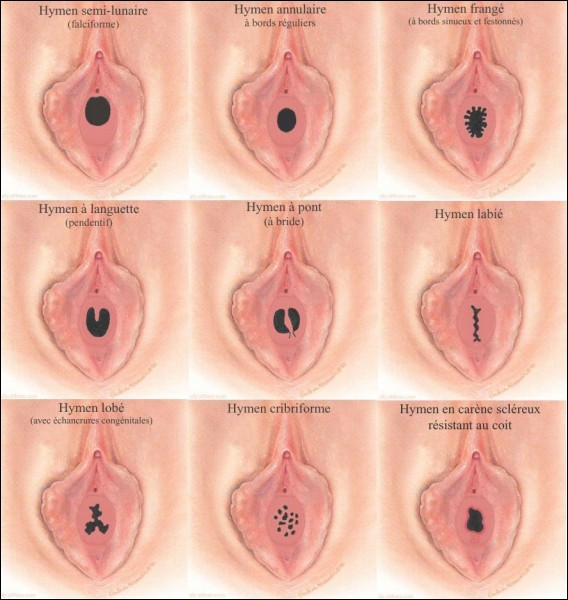 Hymen semi-lunaire
(falciforme)
Hymen annulaire
à bords réguliers
Hymen frangé
(à bords sinueux et festonnés)
Hymen à languette
(pendentif)
Hymen à pont
(à bride)
Hymen labié
Hymen lobé
(avec échancrures congénitales)
Hymen cribriforme
Hymen en carène scléreux
résistant au coit